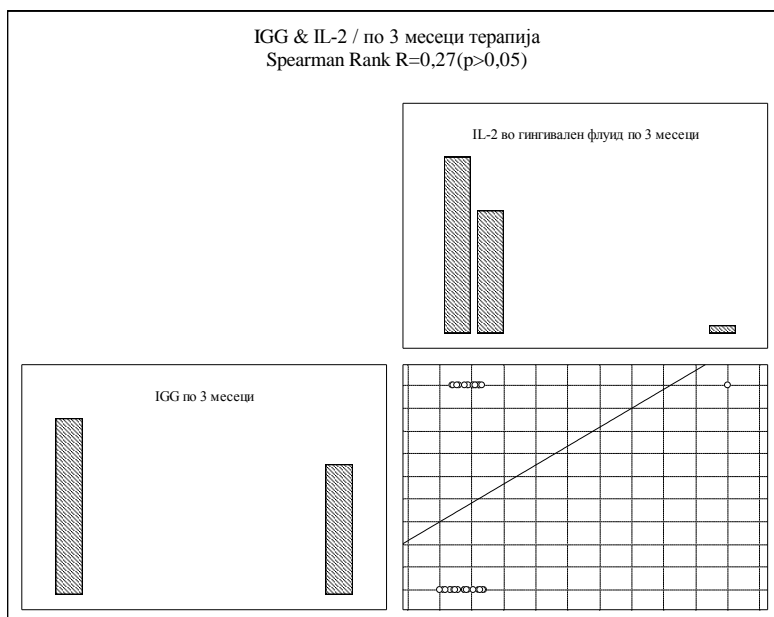 IGG & IL-2 / по 3 месеци терапија
Spearman Rank R=0,27(p>0,05)
IL-2 во гингивален флуид по 3 месеци
IGG по 3 месеци